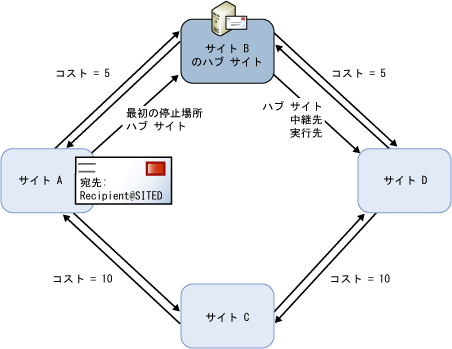 サイト B
のハブ サイト
コスト = 5
コスト = 5
最初の停止場所
ハブ サイト
ハブ サイト
中継先
実行先
サイト A
宛先:
Recipient@SITED
サイト D
コスト = 10
コスト = 10
サイト C